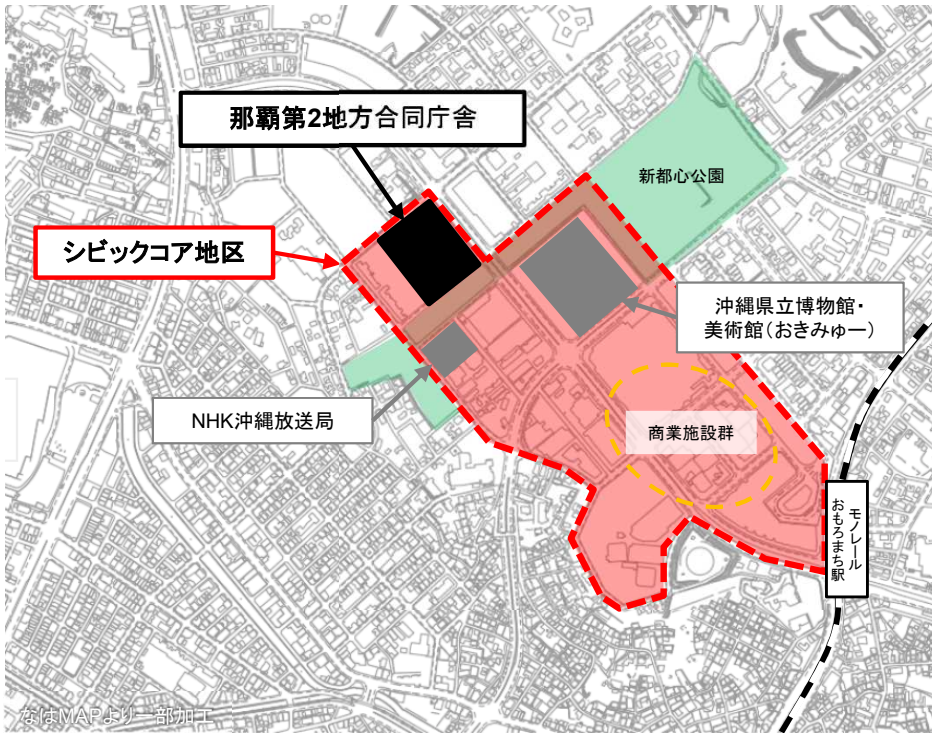 那覇第2地方合同庁舎
新都心公園
シビックコア地区
沖縄県立博物館・
美術館(おきみゅー)
NHK沖縄放送局
商業施設群
モノレール
おもろまち駅
なはMAPより一部加工